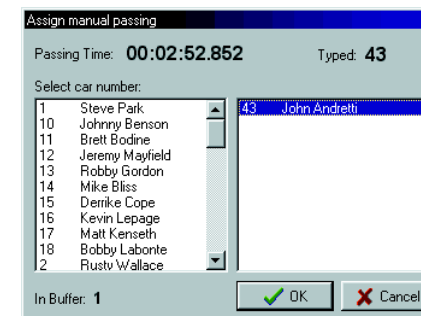 Assign manual passing
Passing Time: 00:02:52.852 Typed: 43
Select car number:
1 Steve Park
10 Johnny Benson
11 Brett Bodine
12 Jeremy Mayfield
13 Robby Gordon
14 Mike Bliss
15 Derrike Cope
16 Kevin Lepage
17 Matt Kenseth
18 Bobby Labonte
2 Rusty Wallace
43 John Andretti
In Buffer: 1
OK
Cancel